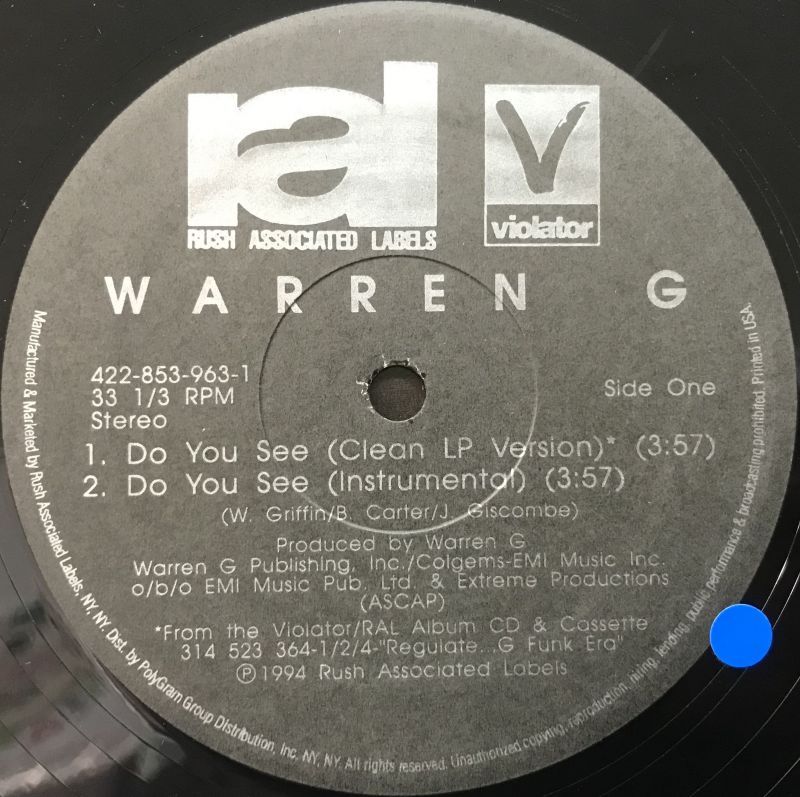 ral
RUSH ASSOCIATED LABELS
V
violator
WARREN G
422-853-963-1
33 1/3 RPM
Stereo
Side One
1. Do You See (Clean LP Version)* (3:57)
2. Do You See (Instrumental) (3:57)
(W. Griffin/B. Carter/J. Giscombe)
Produced by Warren G
Warren G Publishing, Inc./Colgems-EMI Music Inc.
o/b/o EMI Music Pub, Ltd. & Extreme Productions
(ASCAP)
*From the Violator/RAL Album CD & Cassette
314 523 364-1/2/4-"Regulate...G Funk Era"
Ⓟ1994 Rush Associated Labels
Manufactured & Marketed by Rush Associated Labels, NY, NY. Dist. by PolyGram Group Distribution, Inc. NY, NY. All rights reserved. Unauthorized copying, reproduction, hiring, lending, public performance & broadcasting prohibited. Printed in USA.